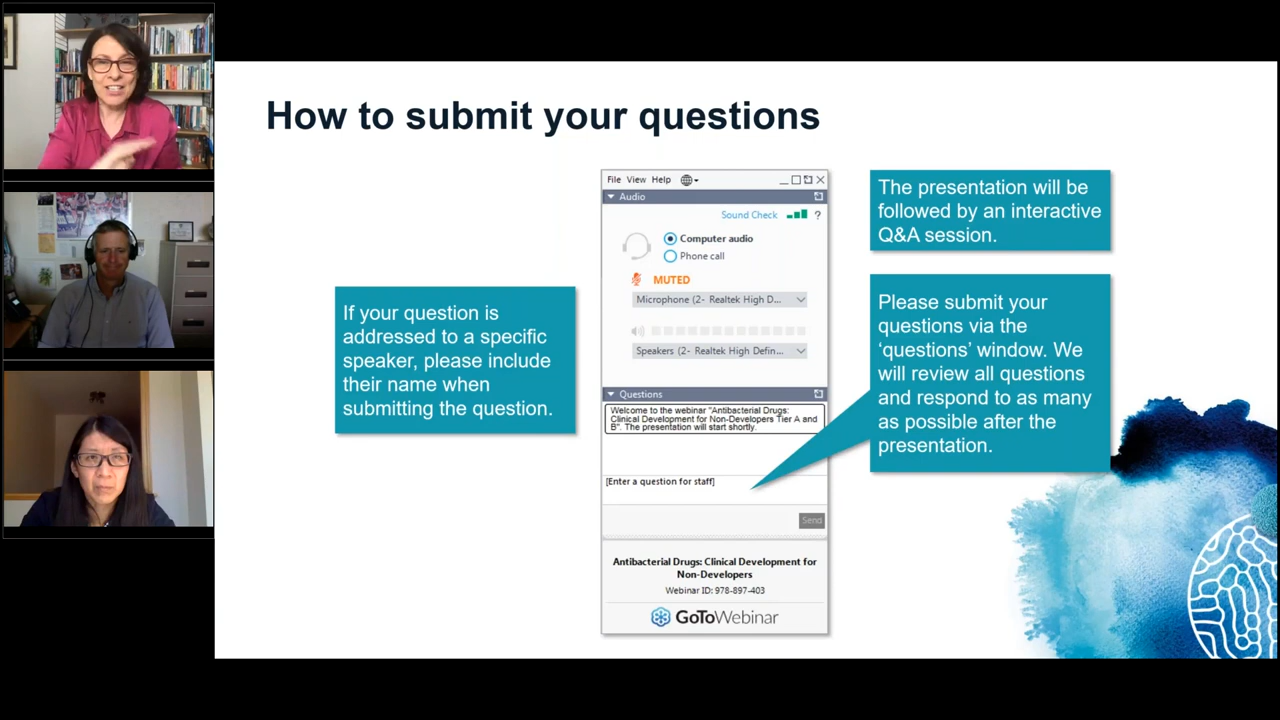 How to submit your questions
If your question is
addressed to a specific
speaker, please include
their name when
submitting the question.
File View Help
Audio
Sound Check ?
Computer audio
Phone call
MUTED
Microphone (2- Realtek High D...
Speakers (2- Realtek High Defin...
Questions
Welcome to the webinar "Antibacterial Drugs:
Clinical Development for Non-Developers Tier A and
B". The presentation will start shortly.
[Enter a question for staff]
Send
Antibacterial Drugs: Clinical Development for
Non-Developers
Webinar ID: 978-897-403
GoToWebinar
The presentation will be
followed by an interactive
Q&A session.
Please submit your
questions via the
‘questions’ window. We
will review all questions
and respond to as many
as possible after the
presentation.